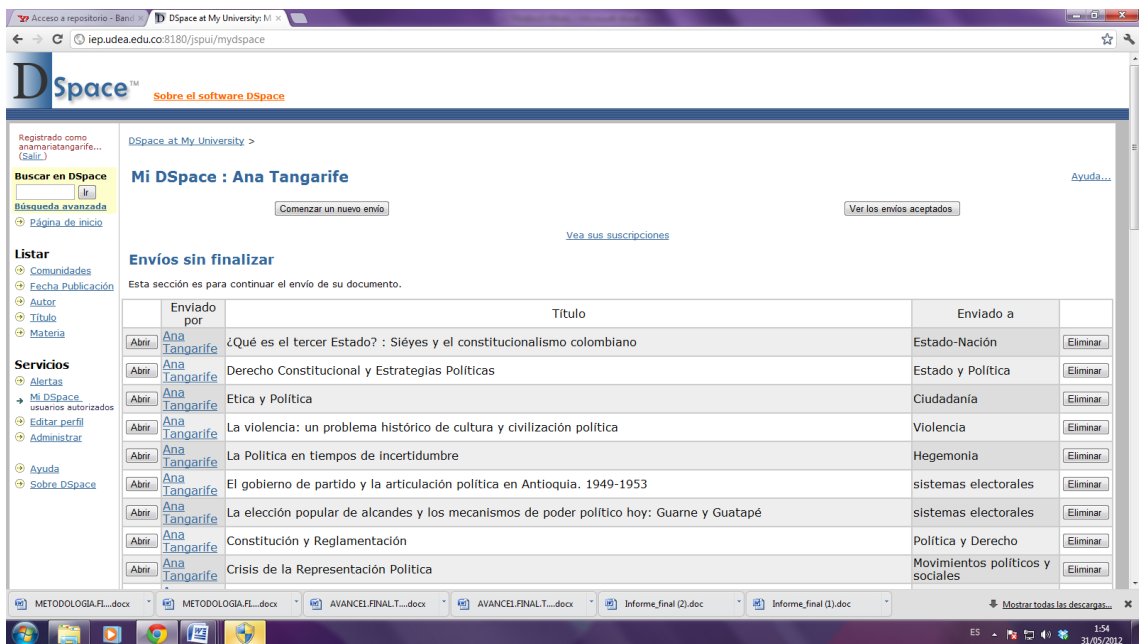 Acceso a repositorio - Band
DSpace at My University: M
iep.udea.edu.co:8180/jspui/mydspace
DSpace™
Sobre el software DSpace
Registrado como
anamariatangarife...
(Salir )
Buscar en DSpace
Ir
Búsqueda avanzada
Página de inicio
Listar
Comunidades
Fecha Publicación
Autor
Título
Materia
Servicios
Alertas
Mi DSpace
usuarios autorizados
Editar perfil
Administrar
Ayuda
Sobre DSpace
DSpace at My University >
Mi DSpace : Ana Tangarife
Ayuda...
Comenzar un nuevo envío
Ver los envíos aceptados
Vea sus suscripciones
Envíos sin finalizar
Esta sección es para continuar el envío de su documento.
Enviado por Título Enviado a
Abrir Ana Tangarife ¿Qué es el tercer Estado? : Siéyes y el constitucionalismo colombiano Estado-Nación Eliminar
Abrir Ana Tangarife Derecho Constitucional y Estrategias Políticas Estado y Política Eliminar
Abrir Ana Tangarife Etica y Política Ciudadanía Eliminar
Abrir Ana Tangarife La violencia: un problema histórico de cultura y civilización política Violencia Eliminar
Abrir Ana Tangarife La Politica en tiempos de incertidumbre Hegemonia Eliminar
Abrir Ana Tangarife El gobierno de partido y la articulación política en Antioquia. 1949-1953 sistemas electorales Eliminar
Abrir Ana Tangarife La elección popular de alcandes y los mecanismos de poder político hoy: Guarne y Guatapé sistemas electorales Eliminar
Abrir Ana Tangarife Constitución y Reglamentación Política y Derecho Eliminar
Abrir Ana Tangarife Crisis de la Representación Politica Movimientos políticos y sociales Eliminar
METODOLOGIA.FI....docx
METODOLOGIA.FI....docx
AVANCE1.FINAL.T....docx
AVANCE1.FINAL.T....docx
Informe_final (2).doc
Informe_final (1).doc
Mostrar todas las descargas...
ES
1:54
31/05/2012